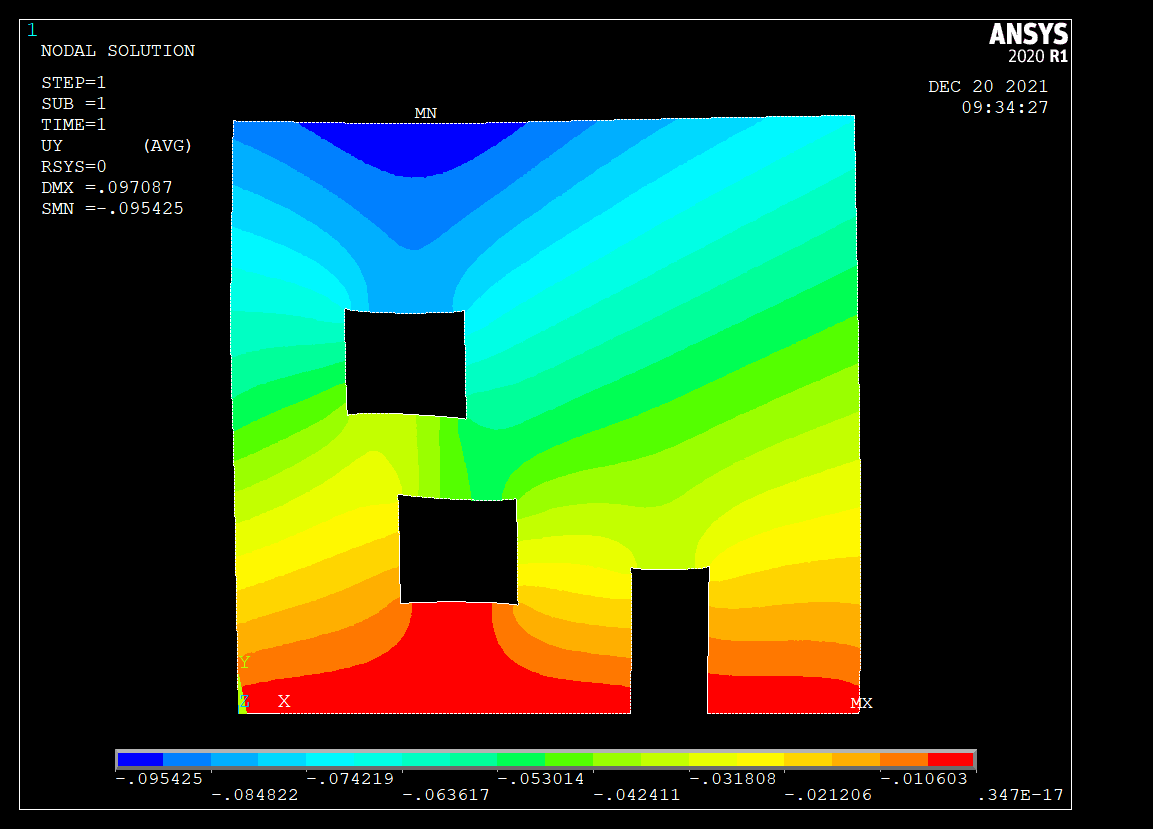 1
NODAL SOLUTION
STEP=1
SUB =1
TIME=1
UY (AVG)
RSYS=0
DMX =.097087
SMN =-.095425
ANSYS
2020 R1
DEC 20 2021
09:34:27
MN
Y
Z X
MX
-.095425 -.074219 -.053014 -.031808 -.010603
-.084822 -.063617 -.042411 -.021206 .347E-17